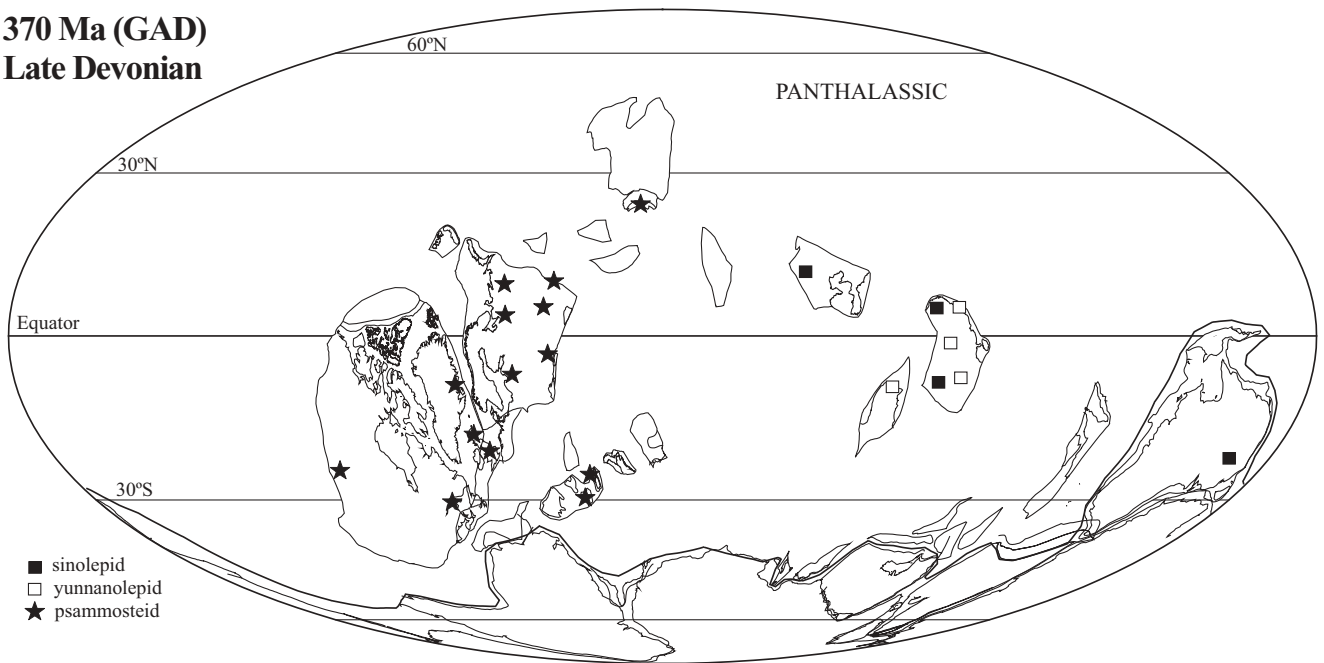 370 Ma (GAD)
Late Devonian
60ºN
PANTHALASSIC
30ºN
Equator
30ºS
sinolepid
yunnanolepid
psammosteid